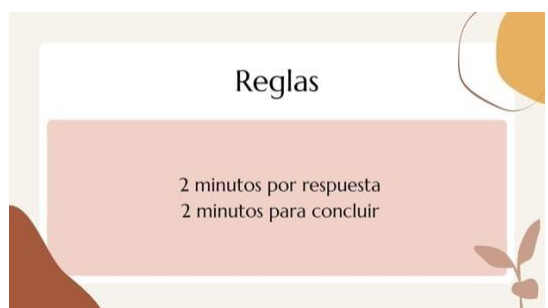 Reglas
2 minutos por respuesta
2 minutos para concluir